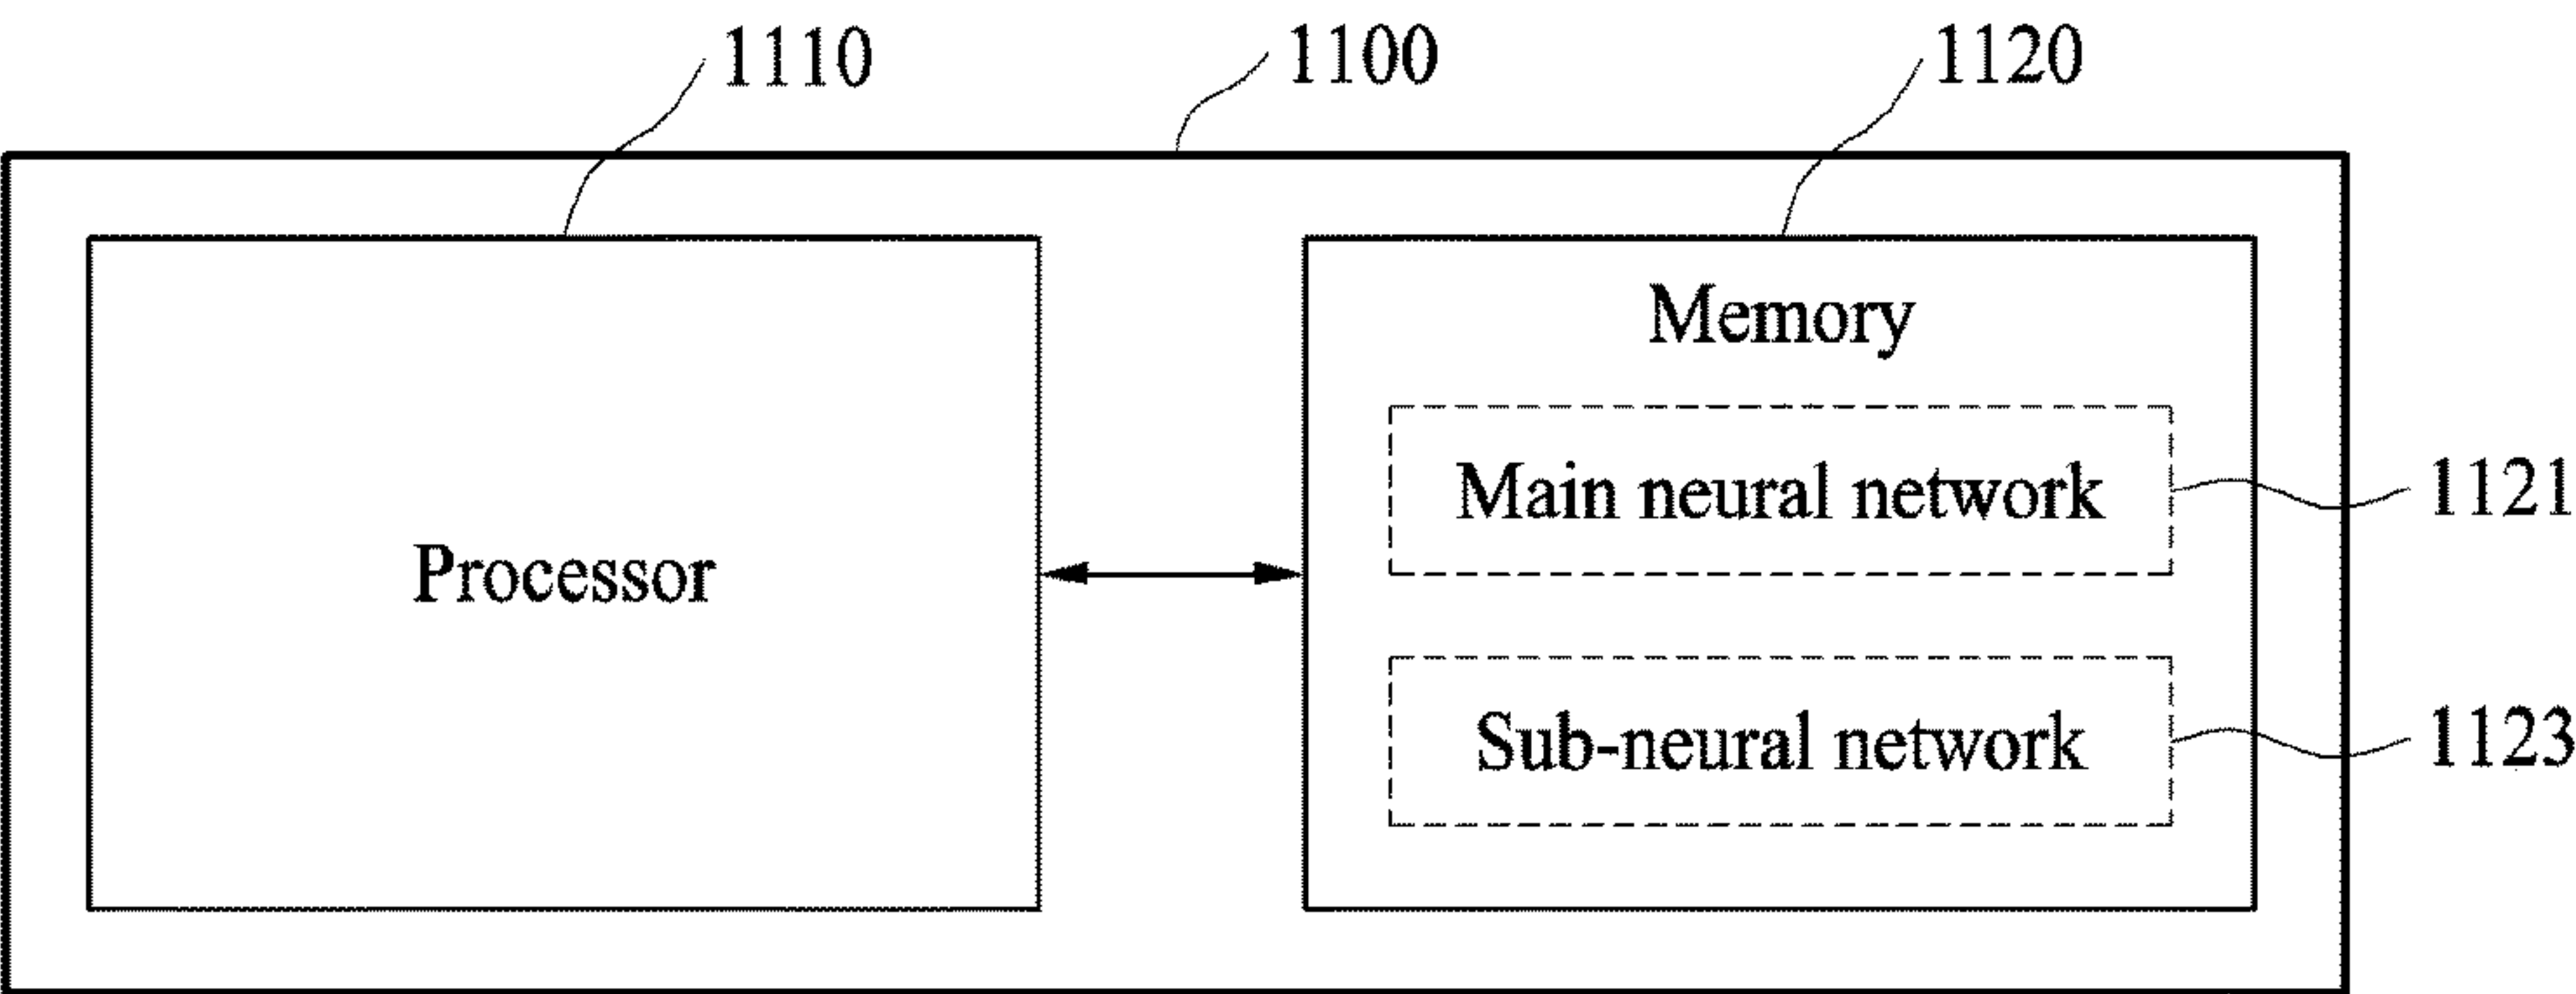 1110
1100
1120
Memory
Main neural network
1121
Processor
Sub-neural network
1123